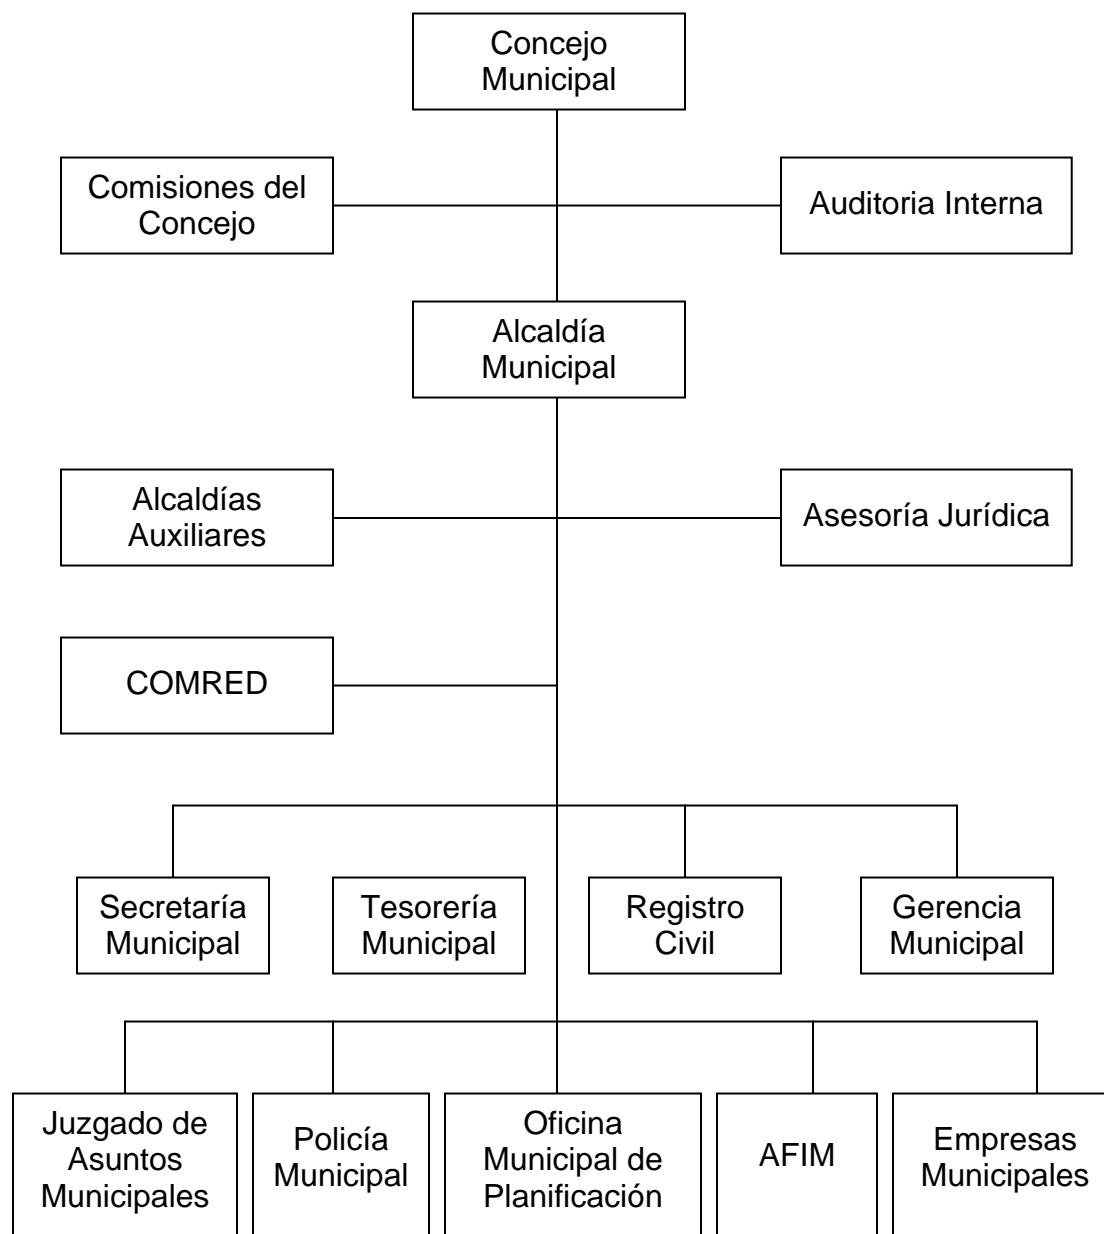 Concejo
Municipal
Comisiones del
Concejo
Auditoria Interna
Alcaldía
Municipal
Alcaldías
Auxiliares
Asesoría Jurídica
COMRED
Secretaría
Municipal
Tesorería
Municipal
Registro
Civil
Gerencia
Municipal
Juzgado de
Asuntos
Municipales
Policía
Municipal
Oficina
Municipal de
Planificación
AFIM
Empresas
Municipales